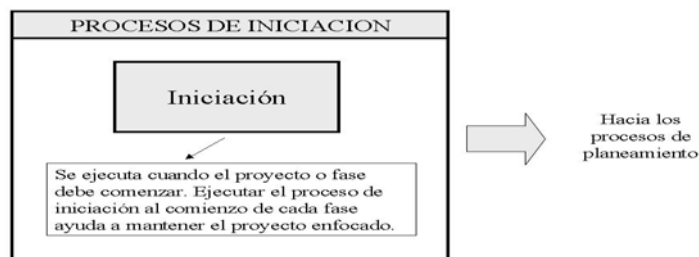 PROCESOS DE INICIACION
Iniciación
Se ejecuta cuando el proyecto o fase
debe comenzar. Ejecutar el proceso de
iniciación al comienzo de cada fase
ayuda a mantener el proyecto enfocado.
Hacia los
procesos de
planeamiento